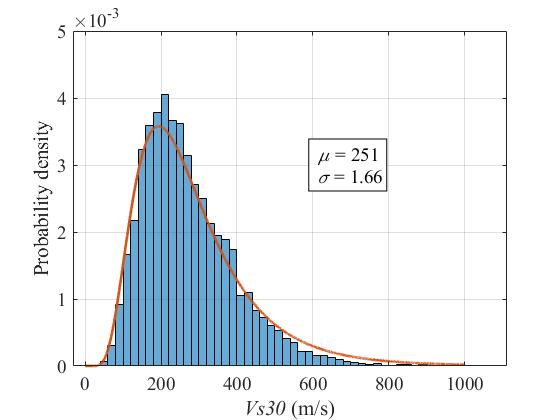 ×10⁻³
5
4
3
2
1
0
Probability density
μ = 251
σ = 1.66
0 200 400 600 800 1000
Vs30 (m/s)